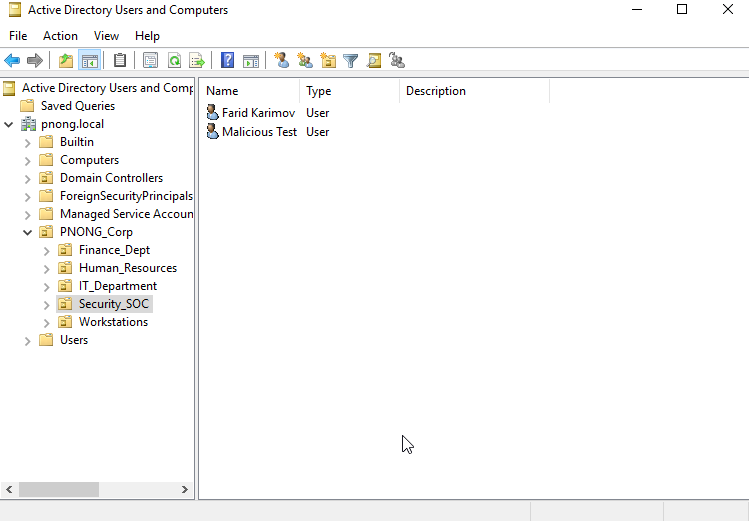 Active Directory Users and Computers
File Action View Help
Active Directory Users and Comp
Saved Queries
pnong.local
Builtin
Computers
Domain Controllers
ForeignSecurityPrincipals
Managed Service Accoun
PNONG_Corp
Finance_Dept
Human_Resources
IT_Department
Security_SOC
Workstations
Users
Name Type Description
Farid Karimov User
Malicious Test User